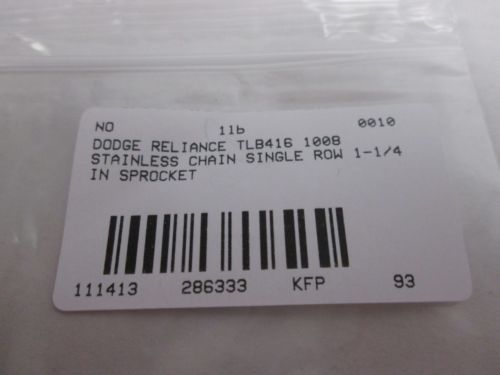 NO 11b 0010
DODGE RELIANCE TLB416 1008
STAINLESS CHAIN SINGLE ROW 1-1/4
IN SPROCKET
111413 286333 KFP 93